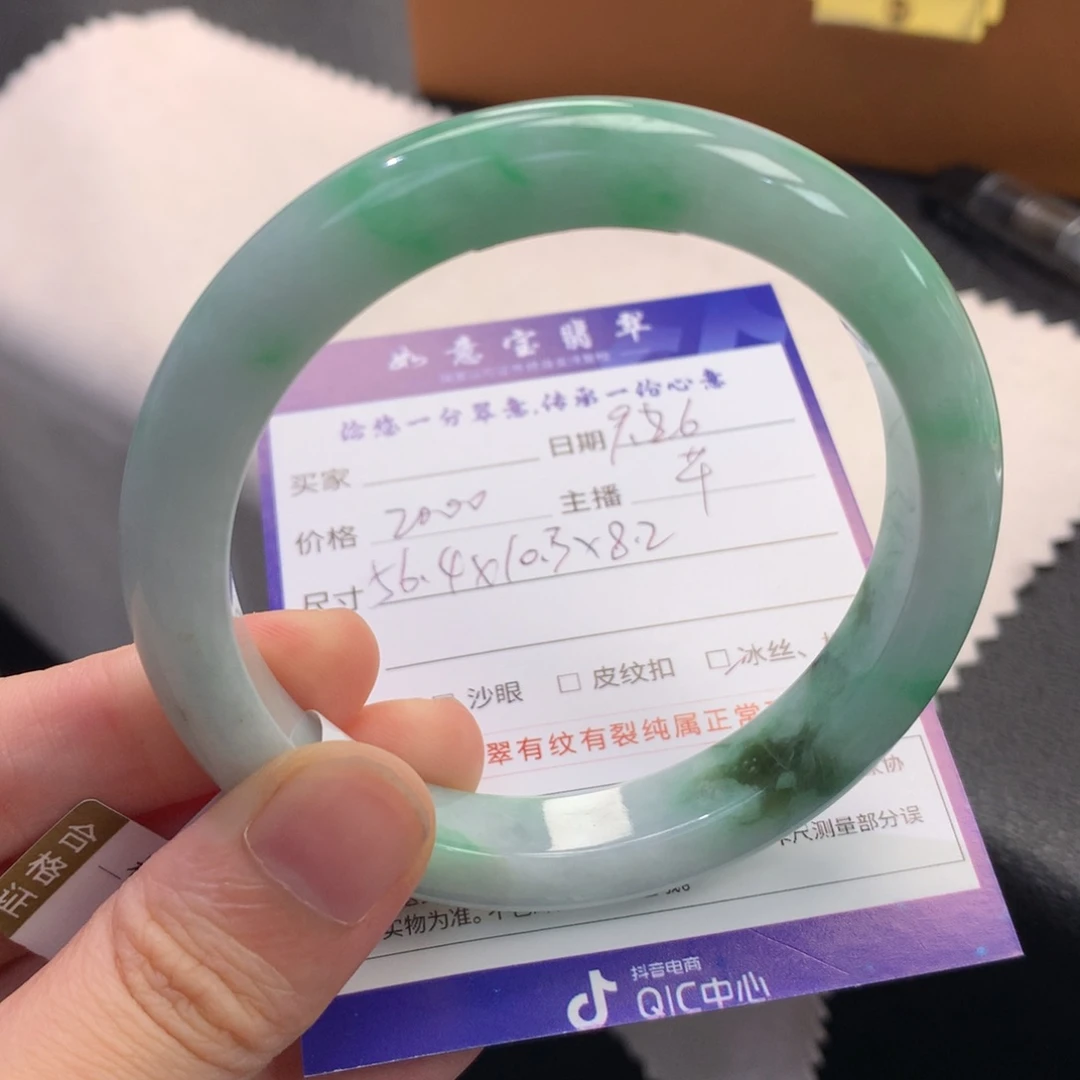 如意宝翡翠
给您一分翠意,传承一份心意
买家 日期 9.26
价格 2000 主播
尺寸 56.4x10.3x8.2
沙眼 □ 皮纹扣 □ 冰丝、
翠有纹有裂纯属正常
尺测量部分误
实物为准。
合格证
抖音电商
QIC中心